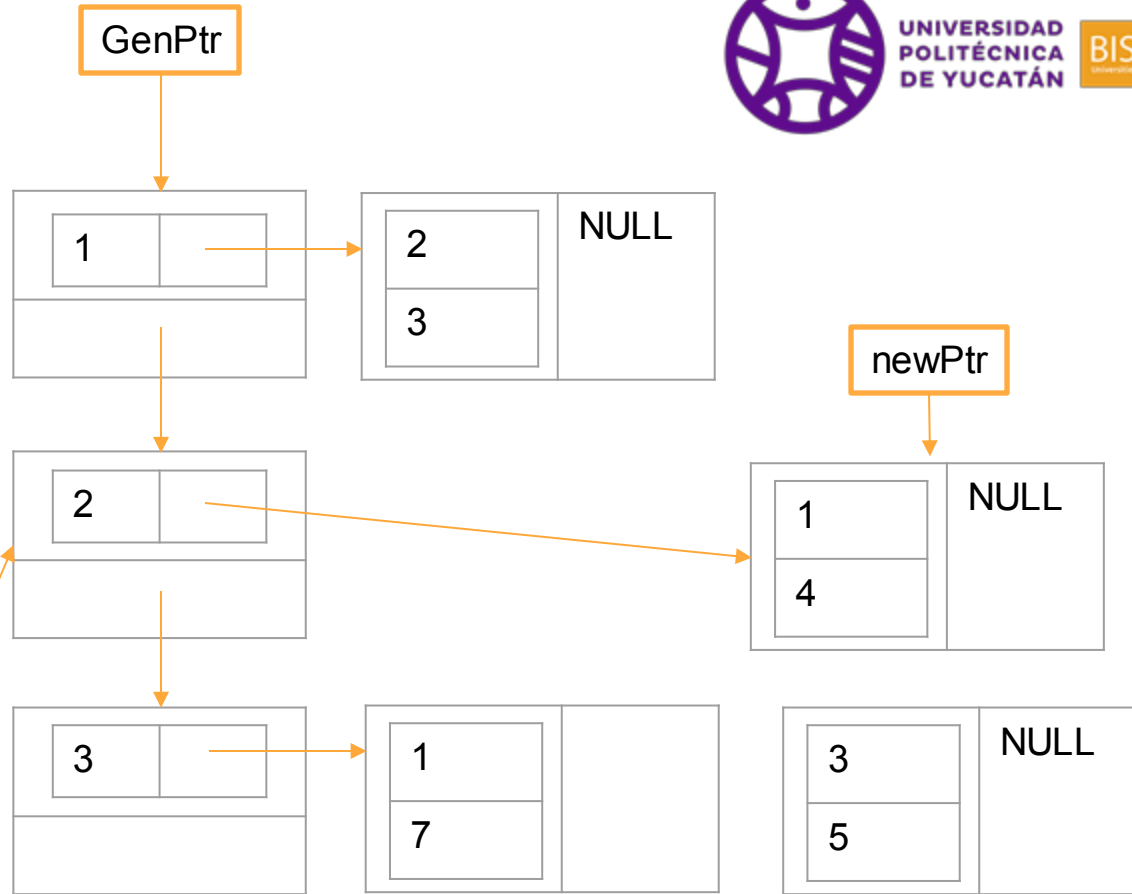 GenPtr
UNIVERSIDAD
POLITÉCNICA
DE YUCATÁN
BIS
1
2
NULL
3
newPtr
2
1
NULL
4
3
1
3
NULL
7
5